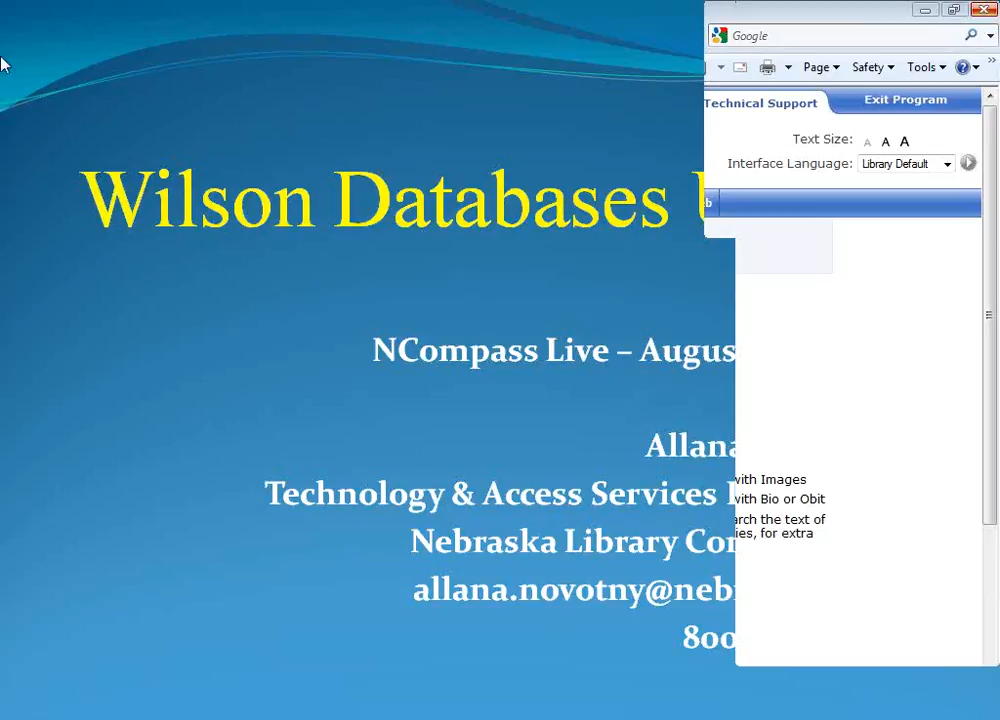 Google
Page Safety Tools
Technical Support Exit Program
Text Size: A A A
Interface Language: Library Default
Wilson Databases
NCompass Live – Augus
Allana
with Images
Technology & Access Services
with Bio or Obit
arch the text of
ies, for extra
Nebraska Library Co
allana.novotny@neb
800